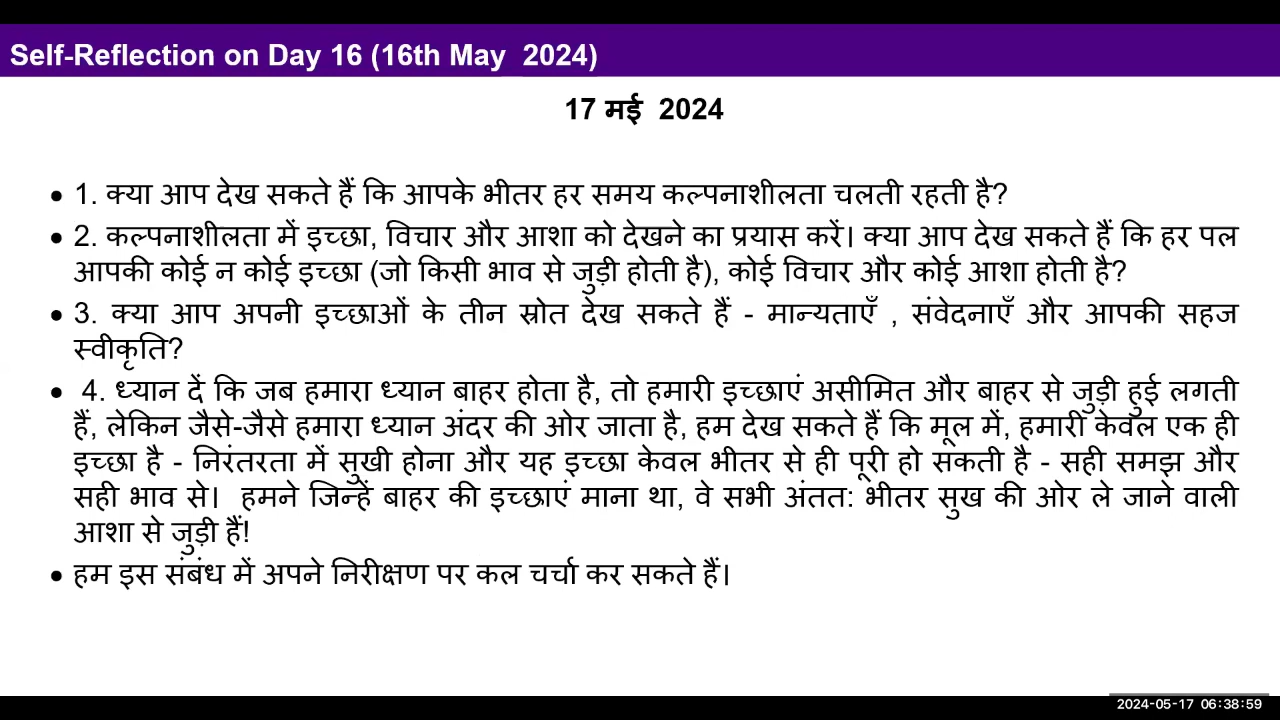 Self-Reflection on Day 16 (16th May  2024)
17 मई  2024
• 1. क्या आप देख सकते हैं कि आपके भीतर हर समय कल्पनाशीलता चलती रहती है?
• 2. कल्पनाशीलता में इच्छा, विचार और आशा को देखने का प्रयास करें। क्या आप देख सकते हैं कि हर पल
आपकी कोई न कोई इच्छा (जो किसी भाव से जुड़ी होती है), कोई विचार और कोई आशा होती है?
• 3. क्या आप अपनी इच्छाओं के तीन स्रोत देख सकते हैं - मान्यताएँ , संवेदनाएँ और आपकी सहज
स्वीकृति?
• 4. ध्यान दें कि जब हमारा ध्यान बाहर होता है, तो हमारी इच्छाएं असीमित और बाहर से जुड़ी हुई लगती
हैं, लेकिन जैसे-जैसे हमारा ध्यान अंदर की ओर जाता है, हम देख सकते हैं कि मूल में, हमारी केवल एक ही
इच्छा है - निरंतरता में सुखी होना और यह इच्छा केवल भीतर से ही पूरी हो सकती है - सही समझ और
सही भाव से।  हमने जिन्हें बाहर की इच्छाएं माना था, वे सभी अंतत: भीतर सुख की ओर ले जाने वाली
आशा से जुड़ी हैं!
• हम इस संबंध में अपने निरीक्षण पर कल चर्चा कर सकते हैं।
2024-05-17 06:38:59